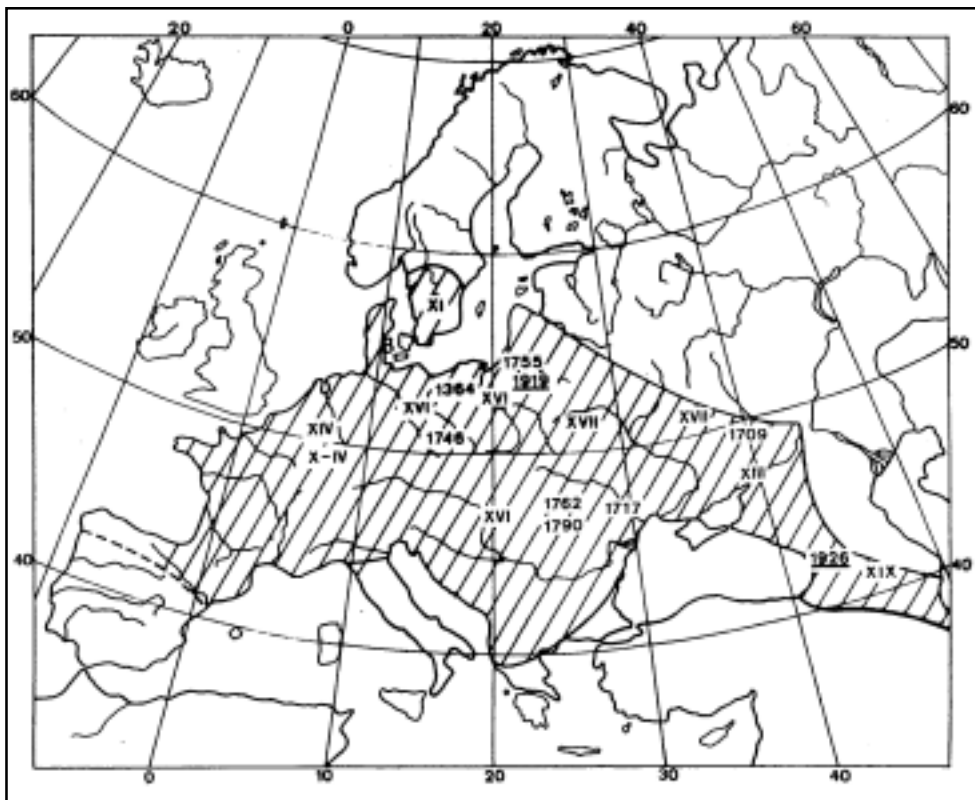 20 0 20 40 60
60 60
Z
XI
50 50
B
1755
1364 1919
XVI XVI
XIV XVII XVII
1746 1709
X-IV
XIII
1762 1717
XVI
1790
40 1926 40
XIX
0 10 20 30 40